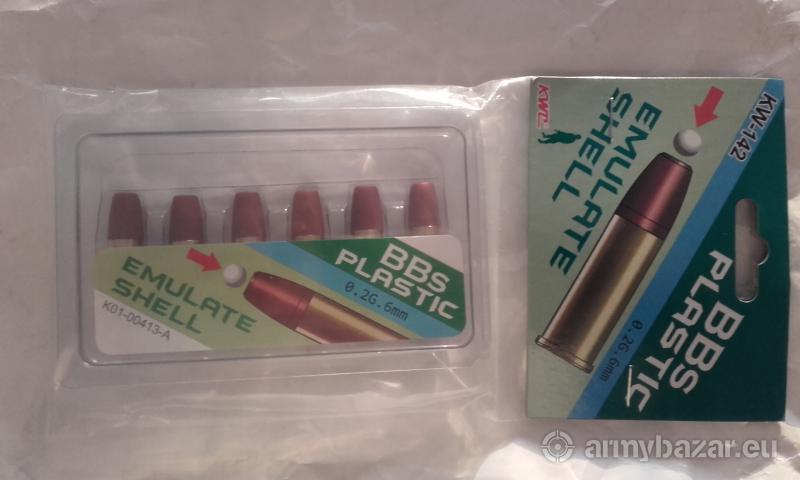 EMULATE
SHELL
K01-00413-A
BBs
PLASTIC
0.2G.6mm
KWC
KW-142
EMULATE
SHELL
BBs
PLASTIC
0.2G.6mm
armybazar.eu